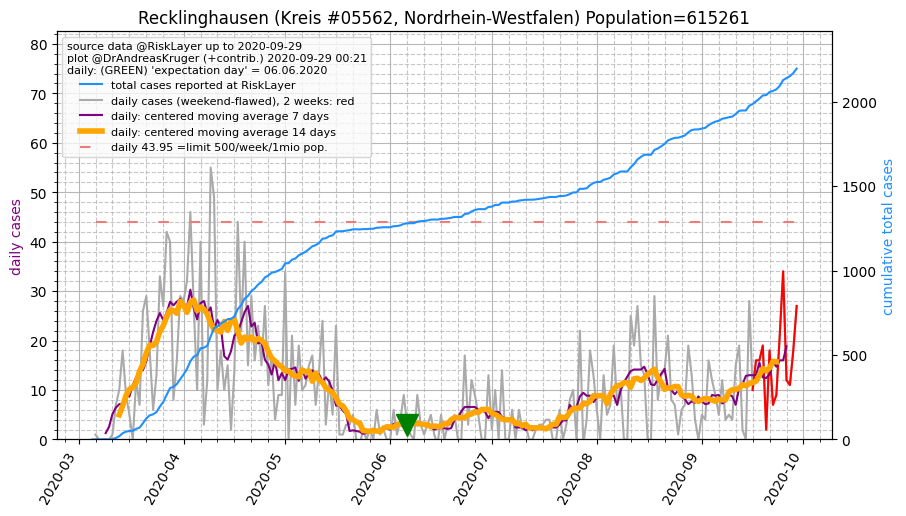 Recklinghausen (Kreis #05562, Nordrhein-Westfalen) Population=615261
source data @RiskLayer up to 2020-09-29
plot @DrAndreasKruger (+contrib.) 2020-09-29 00:21
daily: (GREEN) 'expectation day' = 06.06.2020
total cases reported at RiskLayer
daily cases (weekend-flawed), 2 weeks: red
daily: centered moving average 7 days
daily: centered moving average 14 days
daily 43.95 =limit 500/week/1mio pop.
daily cases
80
70
60
50
40
30
20
10
0
cumulative total cases
2000
1500
1000
500
0
2020-03
2020-04
2020-05
2020-06
2020-07
2020-08
2020-09
2020-10